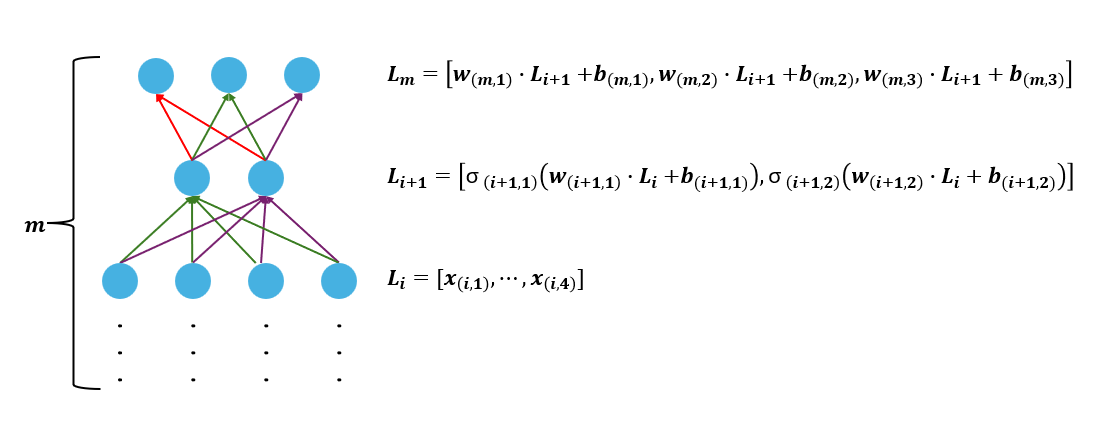 L_m = [w_(m,1) · L_i+1 +b_(m,1), w_(m,2) · L_i+1 +b_(m,2), w_(m,3) · L_i+1 + b_(m,3)]
L_i+1 = [σ_(i+1,1)(w_(i+1,1) · L_i +b_(i+1,1)), σ_(i+1,2)(w_(i+1,2) · L_i + b_(i+1,2))]
m
L_i = [x_(i,1), ⋯ , x_(i,4)]